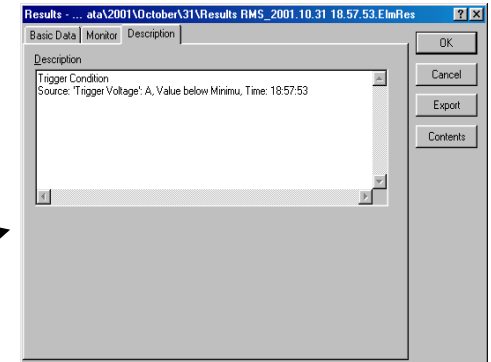 Results - ... ata\2001\October\31\Results RMS_2001.10.31 18.57.53.ElmRes
Basic Data Monitor Description
Description
Trigger Condition
Source: 'Trigger Voltage': A, Value below Minimu, Time: 18:57:53
OK
Cancel
Export
Contents